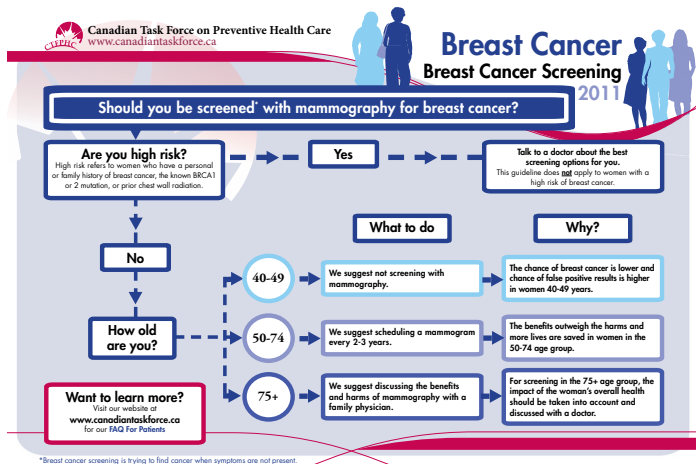 Canadian Task Force on Preventive Health Care
www.canadiantaskforce.ca
CTFPHC
Breast Cancer
Breast Cancer Screening
2011
Should you be screened* with mammography for breast cancer?
Are you high risk?
High risk refers to women who have a personal
or family history of breast cancer, the known BRCA1
or 2 mutation, or prior chest wall radiation.
Yes
Talk to a doctor about the best
screening options for you.
This guideline does not apply to women with a
high risk of breast cancer.
What to do
Why?
No
How old
are you?
40-49
We suggest not screening with
mammography.
The chance of breast cancer is lower and
chance of false positive results is higher
in women 40-49 years.
50-74
We suggest scheduling a mammogram
every 2-3 years.
The benefits outweigh the harms and
more lives are saved in women in the
50-74 age group.
75+
We suggest discussing the benefits
and harms of mammography with a
family physician.
For screening in the 75+ age group, the
impact of the woman's overall health
should be taken into account and
discussed with a doctor.
Want to learn more?
Visit our website at
www.canadiantaskforce.ca
for our FAQ For Patients
*Breast cancer screening is trying to find cancer when symptoms are not present.